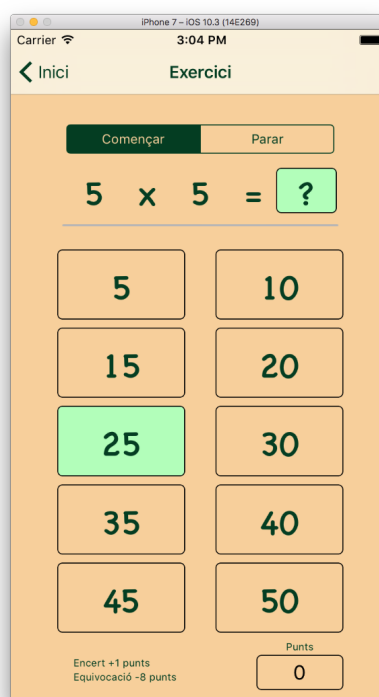 iPhone 7 – iOS 10.3 (14E269)
Carrier 3:04 PM
Inici Exercici
Començar Parar
5 x 5 = ?
5 10
15 20
25 30
35 40
45 50
Punts
Encert +1 punts
Equivocació -8 punts
0